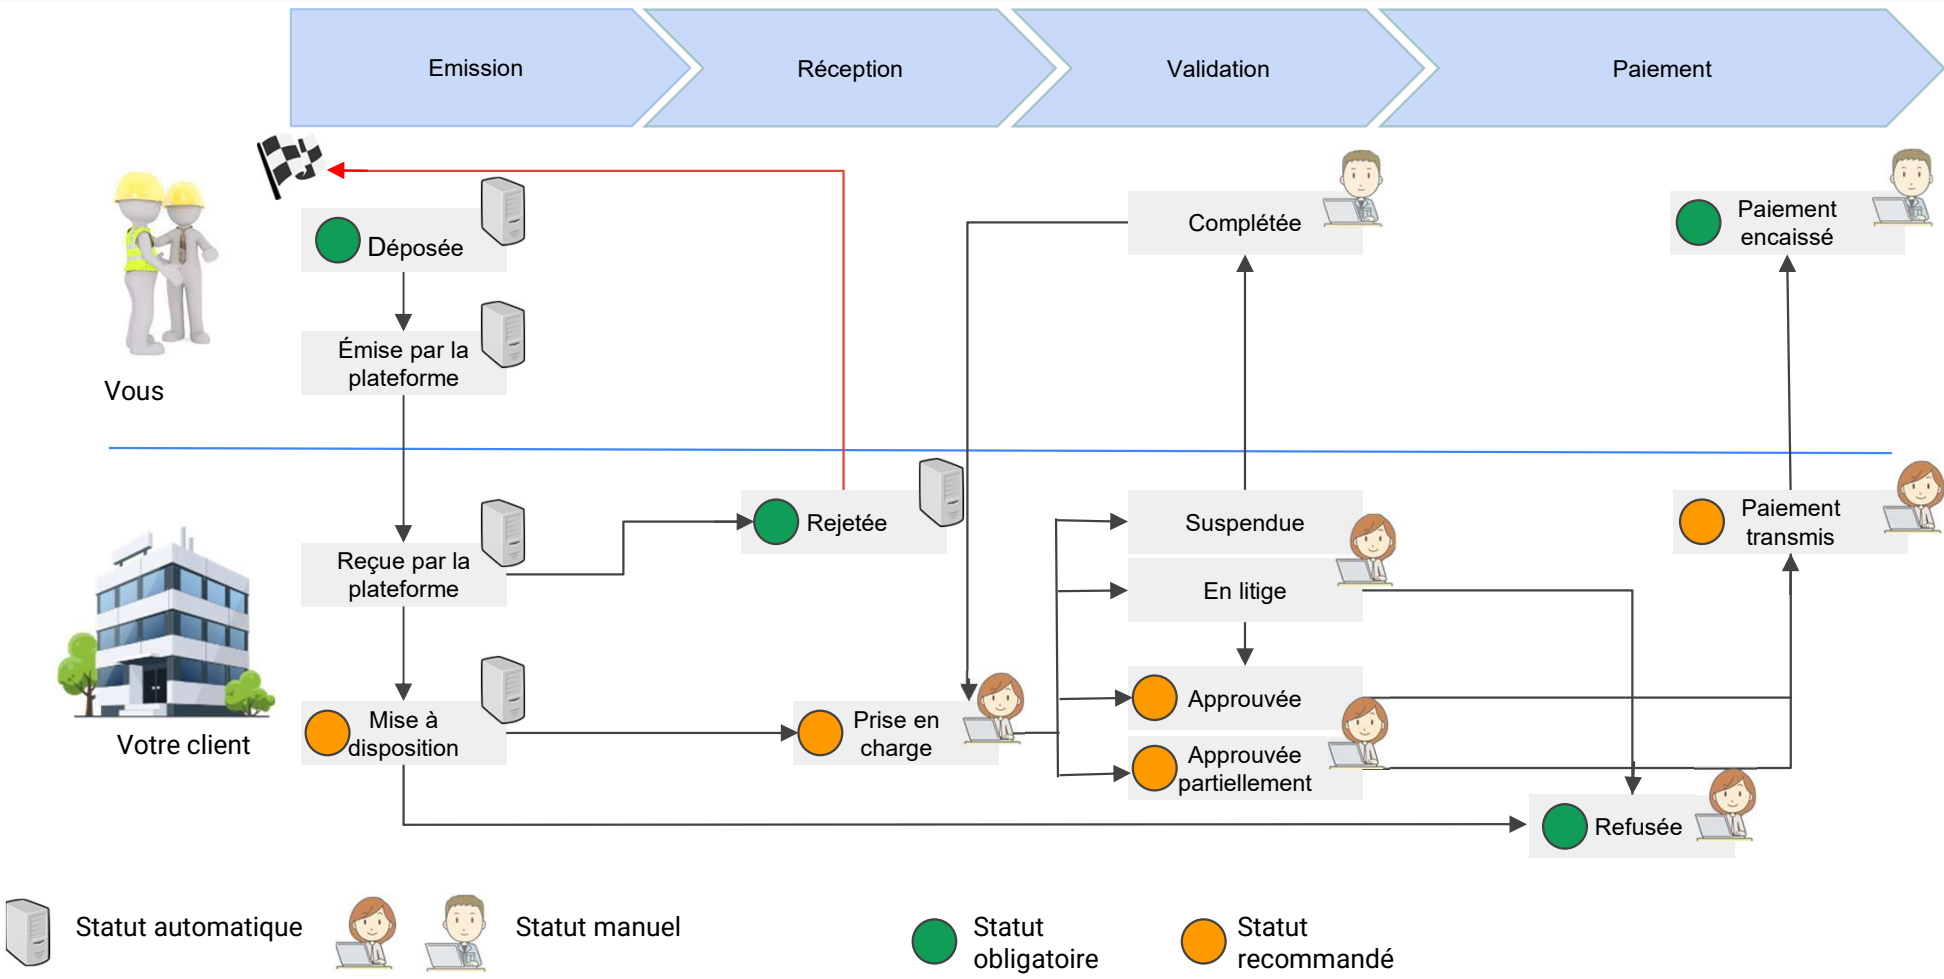 Emission
Réception
Validation
Paiement
Déposée
Complétée
Paiement
encaissé
Émise par la
plateforme
Vous
Rejetée
Suspendue
Paiement
transmis
Reçue par la
plateforme
En litige
Approuvée
Mise à
disposition
Prise en
charge
Votre client
Approuvée
partiellement
Refusée
Statut automatique
Statut manuel
Statut
obligatoire
Statut
recommandé